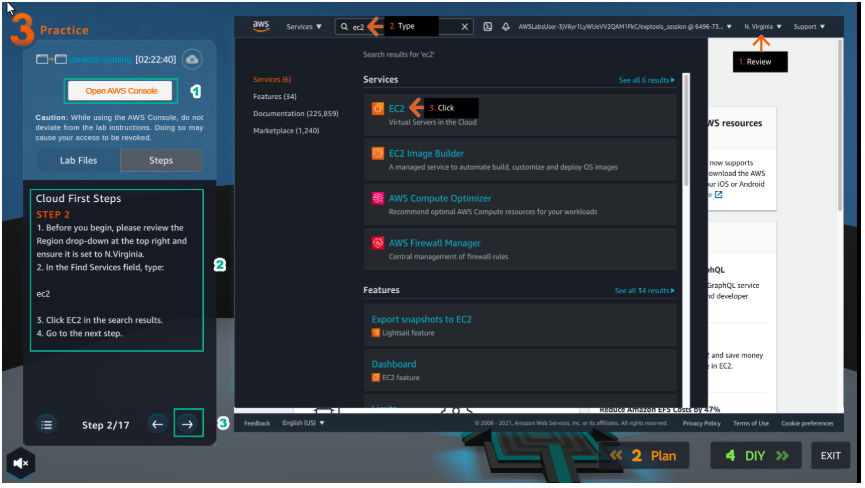 3 Practice
console running [02:22:40]
Open AWS Console
1
Caution: While using the AWS Console, do not
deviate from the lab instructions. Doing so may
cause your access to be revoked.
Lab Files
Steps
Cloud First Steps
STEP 2
1. Before you begin, please review the
Region drop-down at the top right and
ensure it is set to N.Virginia.
2. In the Find Services field, type:
ec2
3. Click EC2 in the search results.
4. Go to the next step.
2
Step 2/17
3
aws
Services ▼
ec2
2. Type
X
AWSLabsUser-3jV6yr1LyWUeVV2QAM1FkC/exptools_session @ 6496-73... ▼
N. Virginia ▼
Support ▼
1. Review
Search results for 'ec2'
Services (6)
Features (34)
Documentation (225,859)
Marketplace (1,240)
Services
See all 6 results ▶
EC2
3. Click
Virtual Servers in the Cloud
EC2 Image Builder
A managed service to automate build, customize and deploy OS images
AWS Compute Optimizer
Recommend optimal AWS Compute resources for your workloads
AWS Firewall Manager
Central management of firewall rules
Features
See all 34 results ▶
Export snapshots to EC2
Lightsail feature
Dashboard
EC2 feature
Limits
WS resources
now supports
ownload the AWS
ur iOS or Android
e
phQL
GraphQL service
nd developer
2 and save money
e in EC2.
Reduce Amazon EFS Costs by 47%
Feedback
English (US) ▼
© 2008 - 2021, Amazon Web Services, Inc. or its affiliates. All rights reserved.
Privacy Policy
Terms of Use
Cookie preferences
2 Plan
4 DIY
EXIT